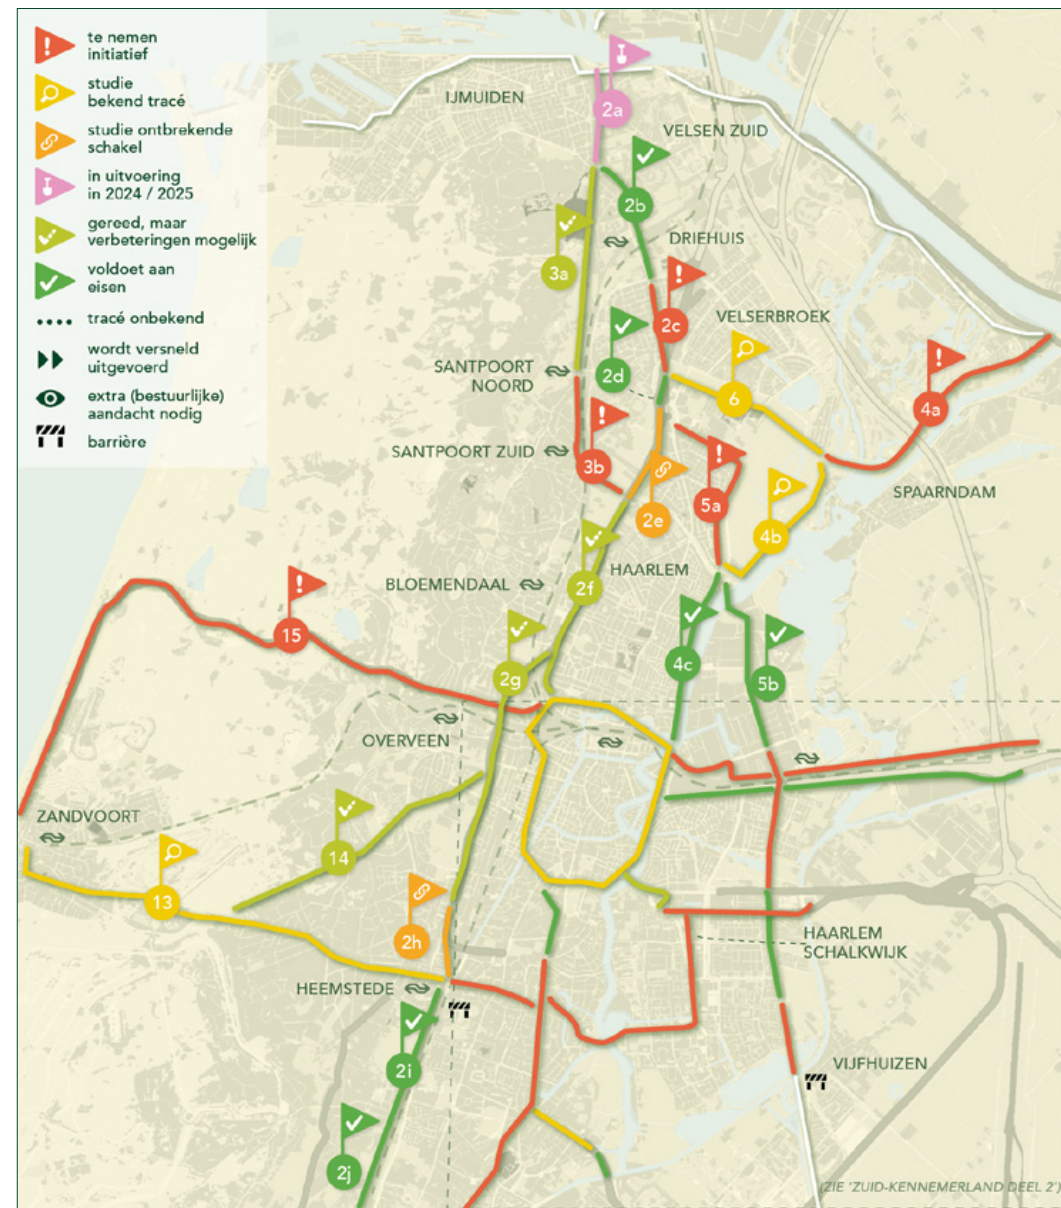 te nemen
initiatief
studie
bekend tracé
studie ontbrekende
schakel
in uitvoering
in 2024 / 2025
gereed, maar
verbeteringen mogelijk
voldoet aan
eisen
tracé onbekend
wordt versneld
uitgevoerd
extra (bestuurlijke)
aandacht nodig
barrière
IJMUIDEN
2a
VELSEN ZUID
2b
DRIEHUIS
3a
2c
VELSERBROEK
SANTPOORT
NOORD
2d
6
4a
SANTPOORT ZUID
3b
5a
SPAARNDAM
2e
4b
BLOEMENDAAL
HAARLEM
2f
15
2g
4c
5b
OVERVEEN
ZANDVOORT
14
13
2h
HAARLEM
SCHALKWIJK
HEEMSTEDE
2i
VIJFHUIZEN
2j
(ZIE 'ZUID-KENNEMERLAND DEEL 2')